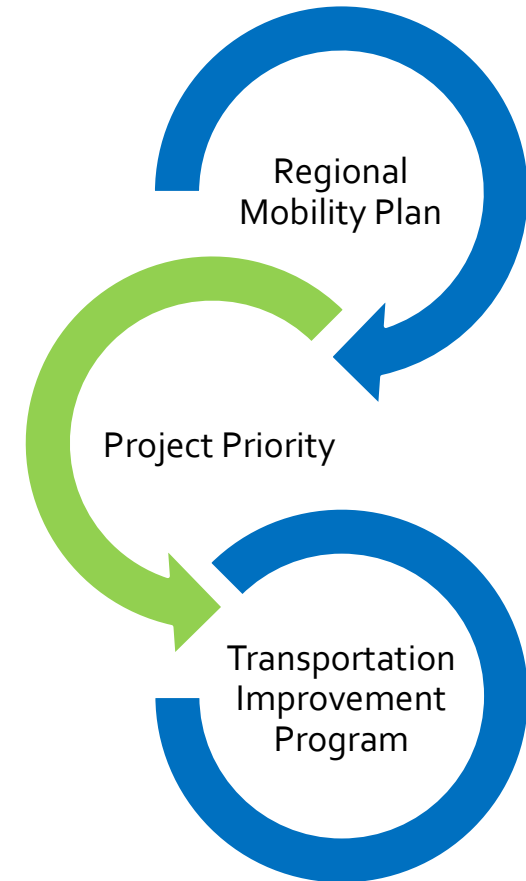 Regional
Mobility Plan
Project Priority
Transportation
Improvement
Program